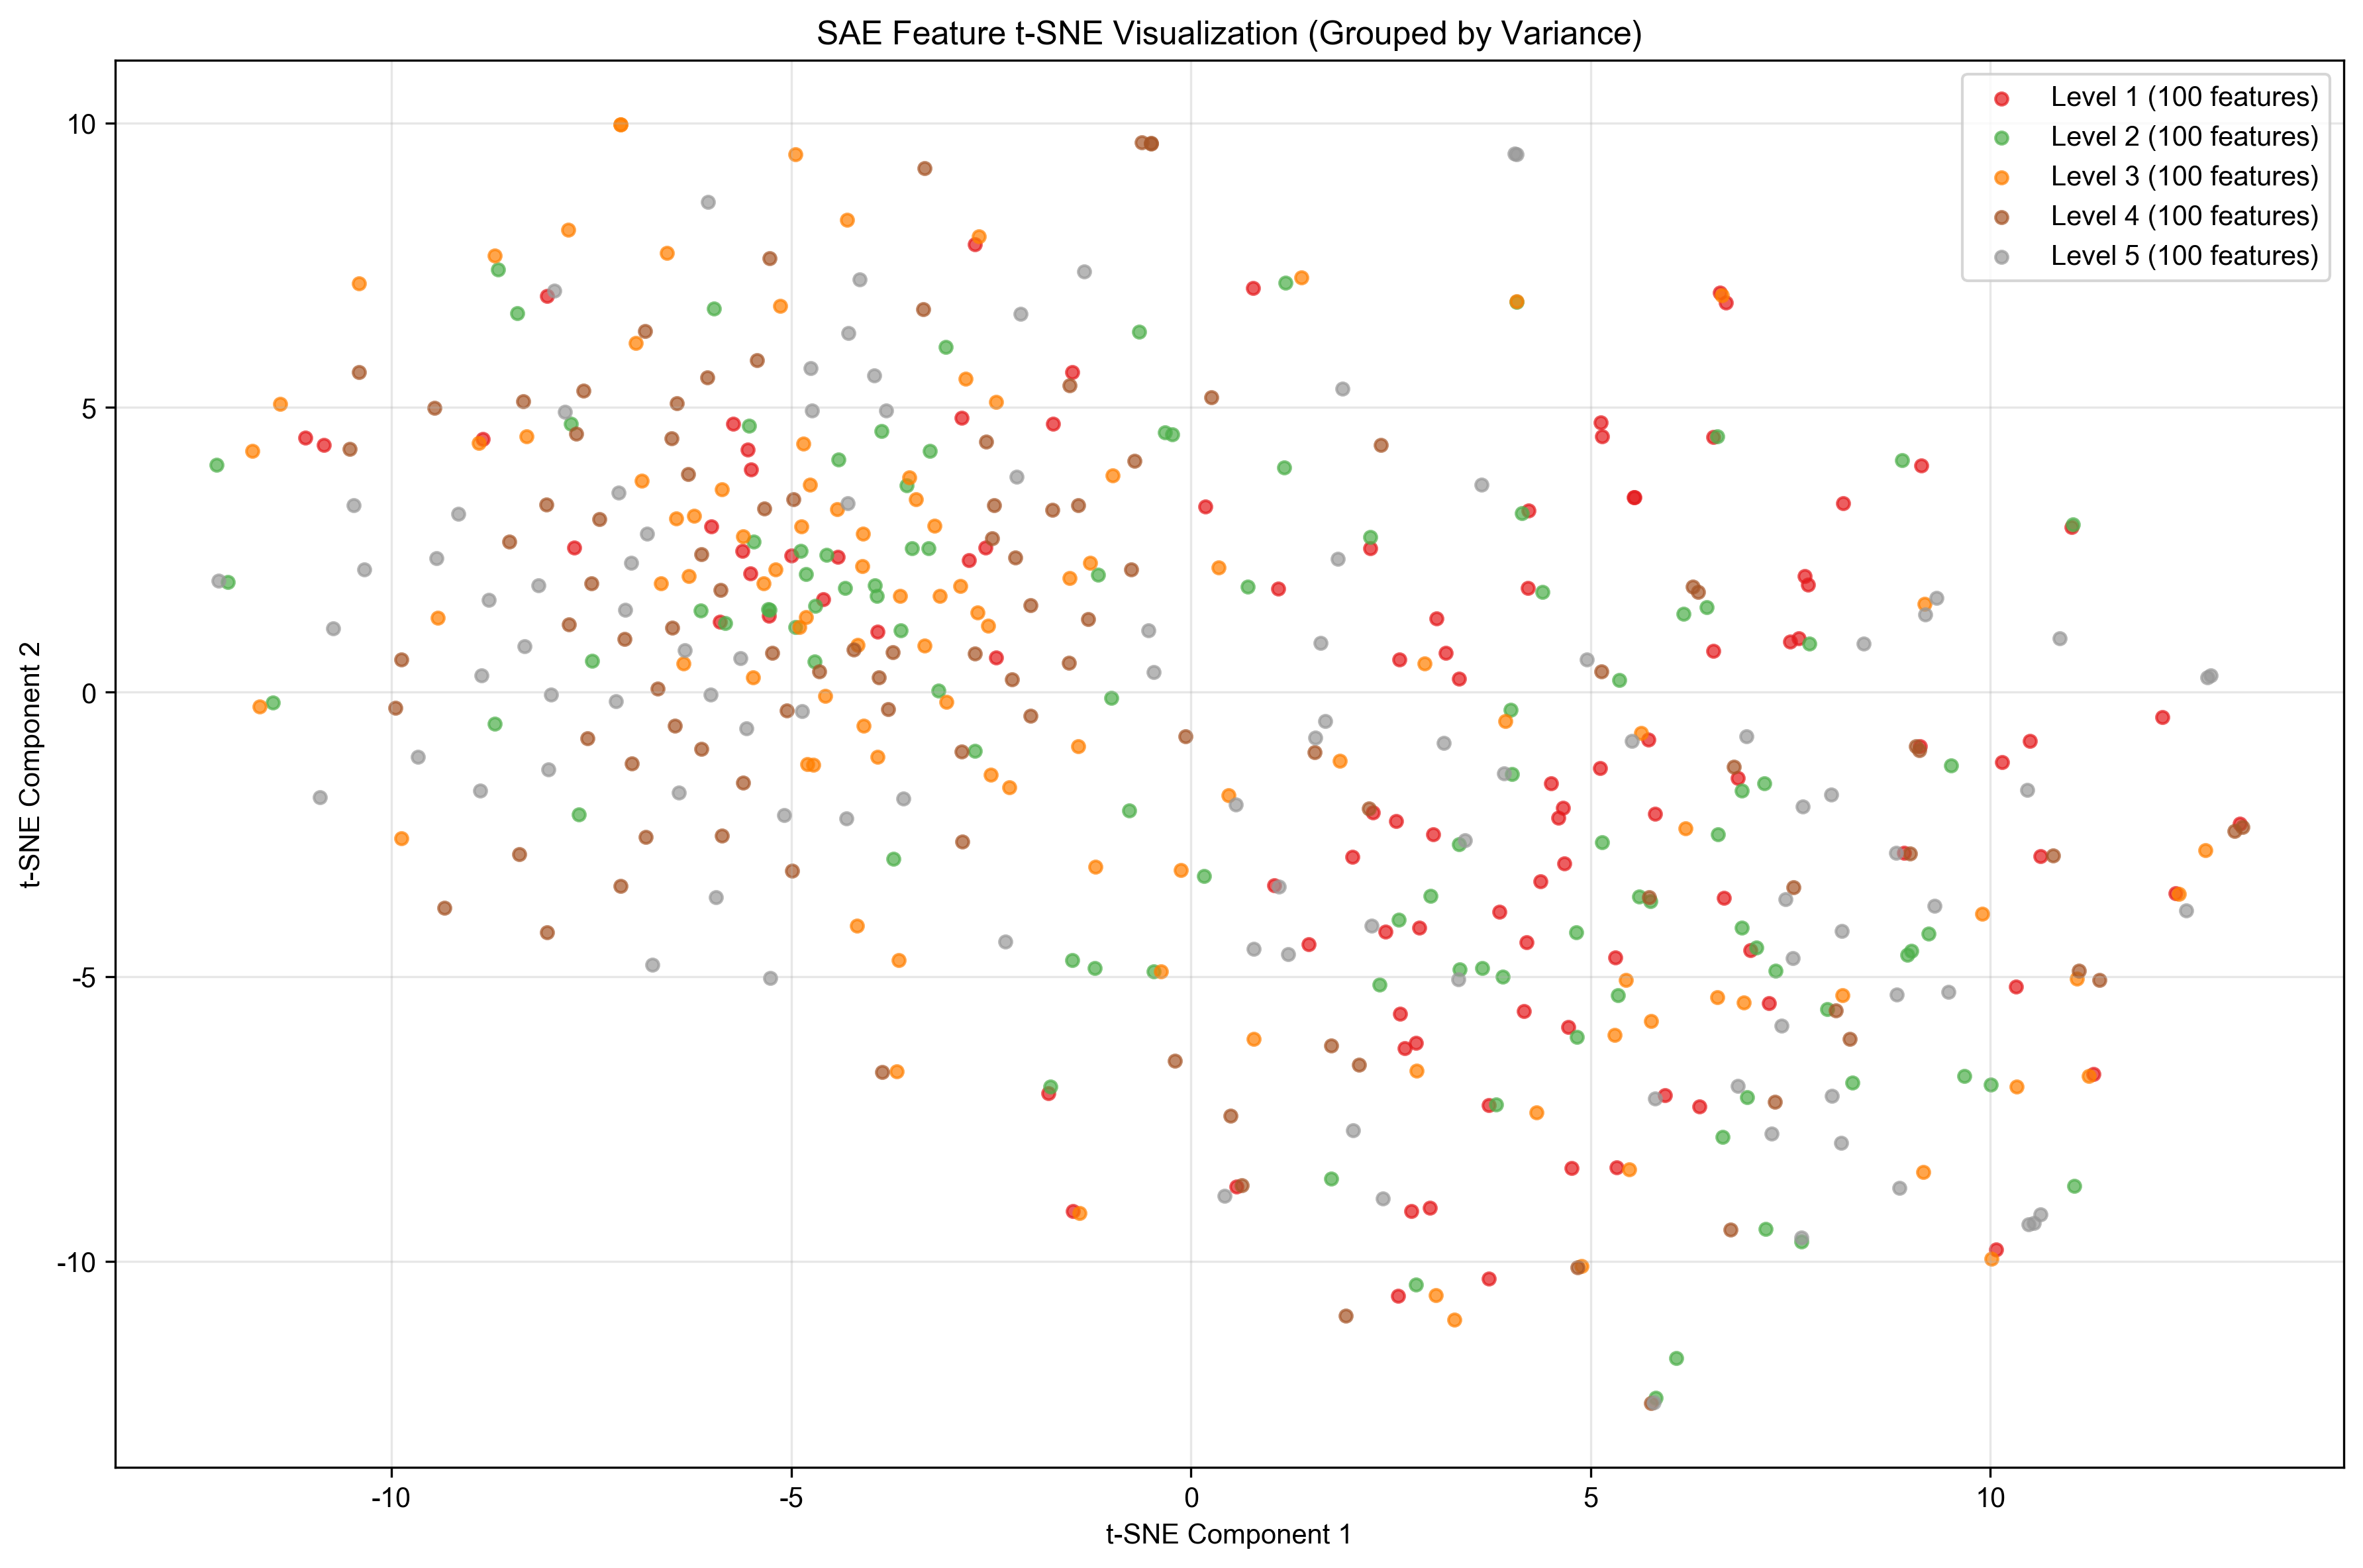 SAE Feature t-SNE Visualization (Grouped by Variance)
Level 1 (100 features)
Level 2 (100 features)
Level 3 (100 features)
Level 4 (100 features)
Level 5 (100 features)
10
5
0
-5
-10
t-SNE Component 2
-10
-5
0
5
10
t-SNE Component 1